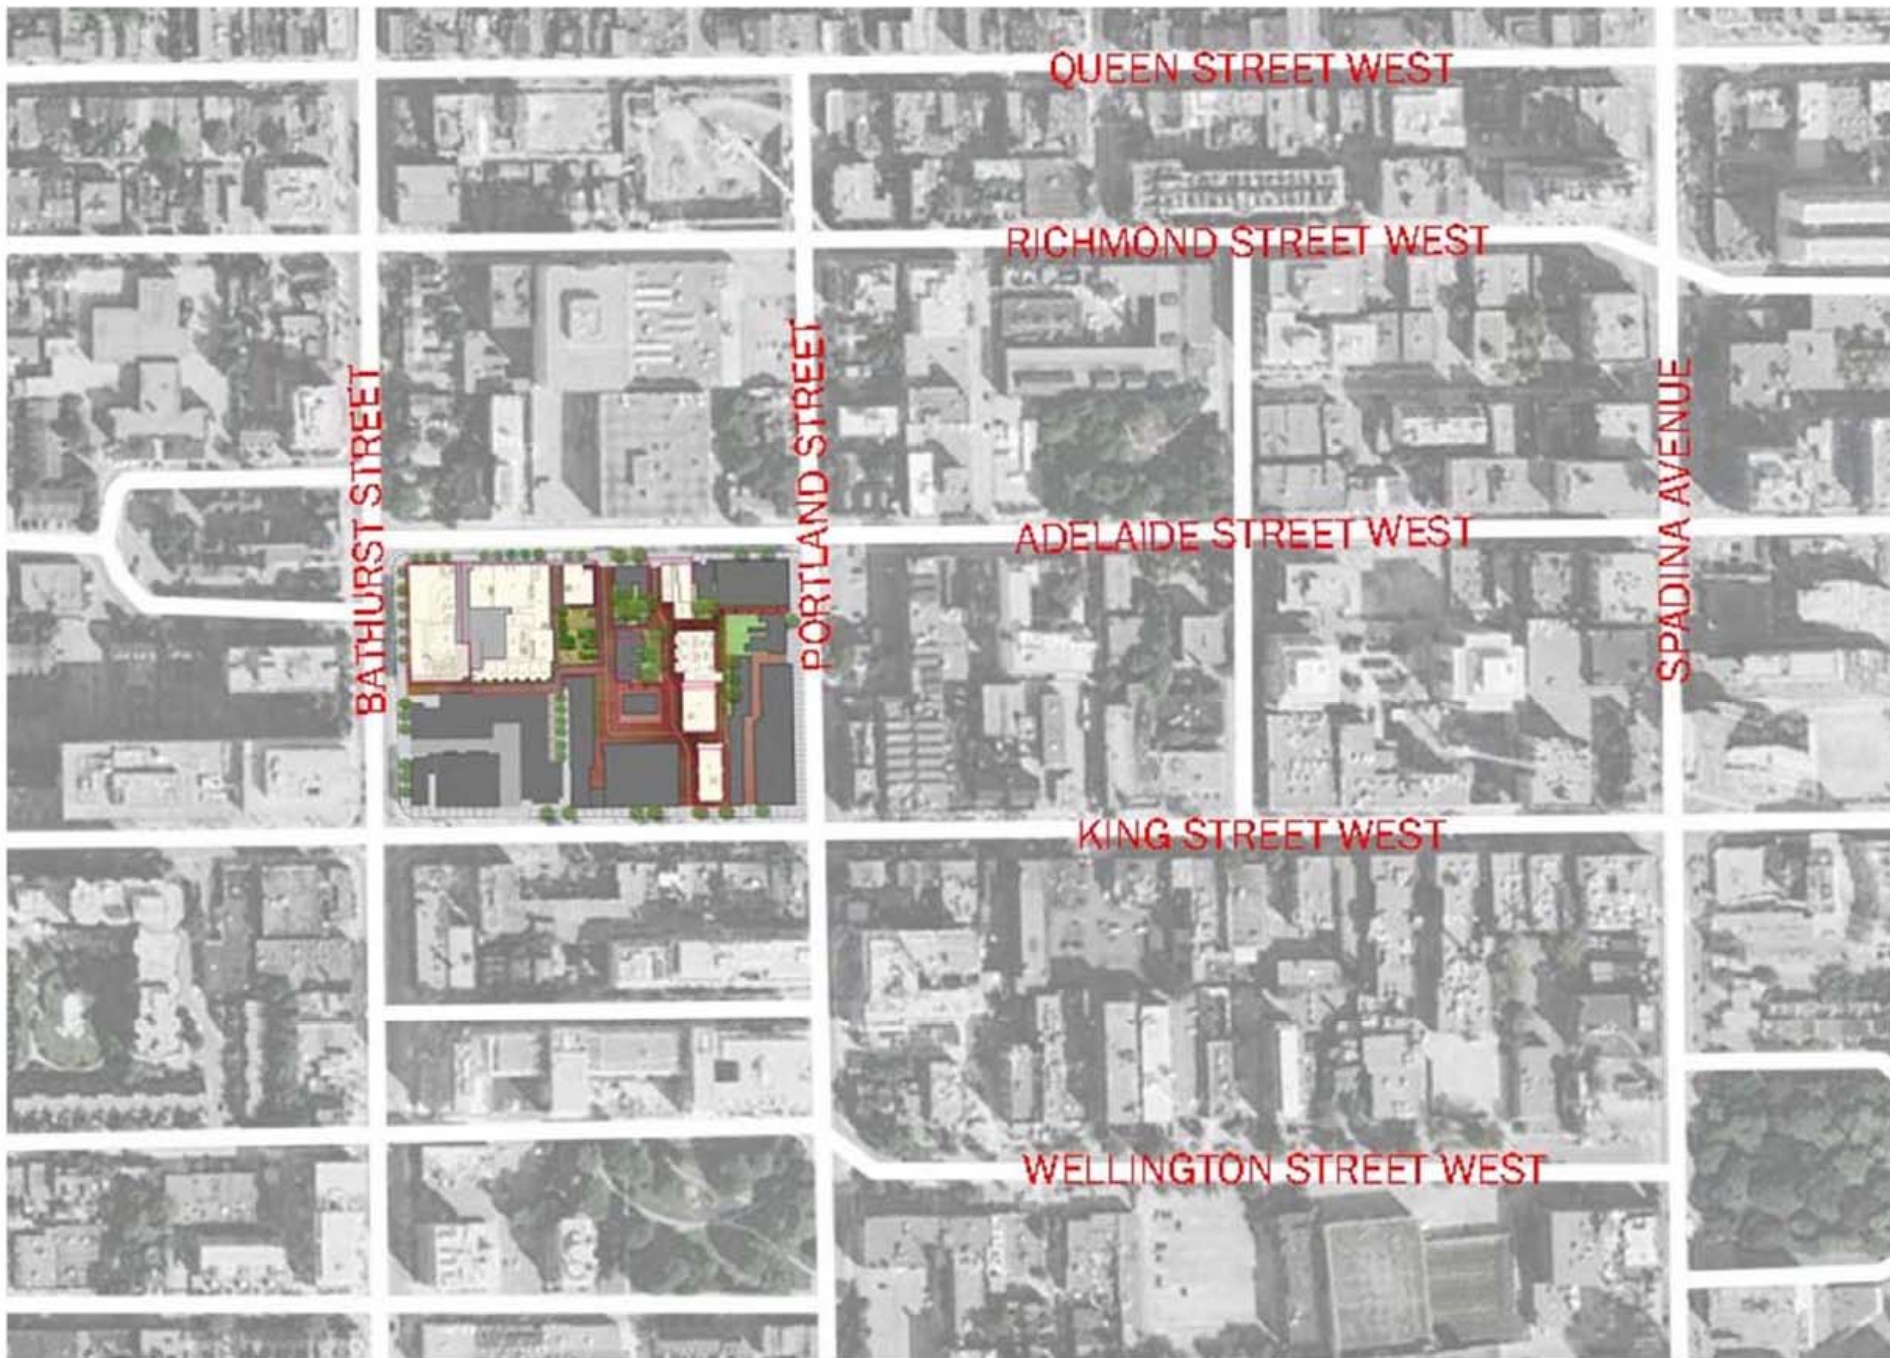 QUEEN STREET WEST
RICHMOND STREET WEST
BATHURST STREET
PORTLAND STREET
SPADINA AVENUE
ADELAIDE STREET WEST
KING STREET WEST
WELLINGTON STREET WEST